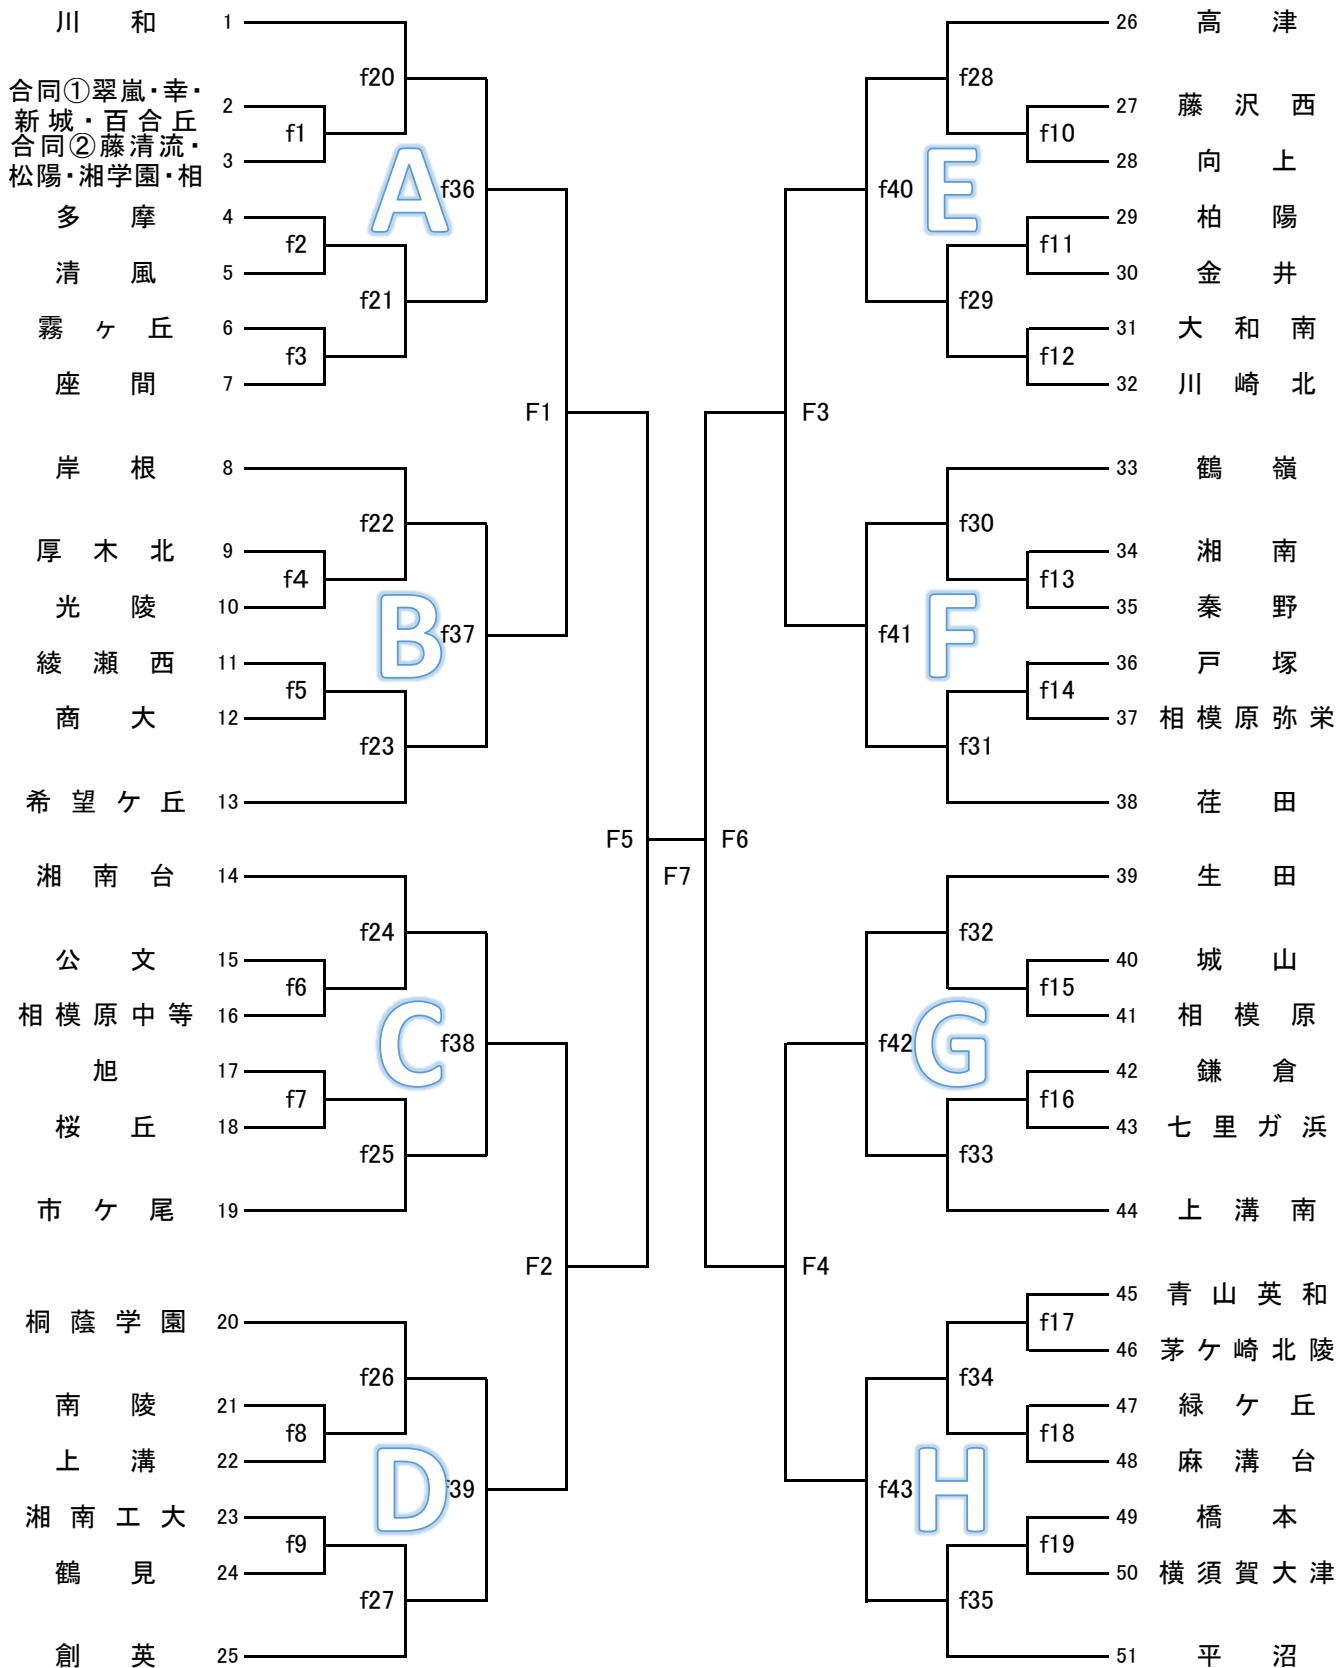 川和 1
合同①翠嵐・幸・
新城・百合丘 2
合同②藤清流・
松陽・湘学園・相 3
多摩 4
清風 5
霧ヶ丘 6
座間 7
岸根 8
厚木北 9
光陵 10
綾瀬西 11
商大 12
希望ケ丘 13
湘南台 14
公文 15
相模原中等 16
旭 17
桜丘 18
市ケ尾 19
桐蔭学園 20
南陵 21
上溝 22
湘南工大 23
鶴見 24
創英 25
f20
f1
A
f36
f2
f21
f3
F1
f22
f4
B
f37
f5
f23
F5
f24
f6
C
f38
f7
f25
F2
f26
f8
D
f39
f9
f27
F7
26 高津
27 藤沢西
28 向上
29 柏陽
30 金井
31 大和南
32 川崎北
33 鶴嶺
34 湘南
35 秦野
36 戸塚
37 相模原弥栄
38 荏田
39 生田
40 城山
41 相模原
42 鎌倉
43 七里ガ浜
44 上溝南
45 青山英和
46 茅ケ崎北陵
47 緑ケ丘
48 麻溝台
49 橋本
50 横須賀大津
51 平沼
f28
f10
f40
E
f11
f29
f12
F3
f30
f13
f41
F
f14
f31
F6
f32
f15
f42
G
f16
f33
F4
f17
f34
f18
f43
H
f19
f35